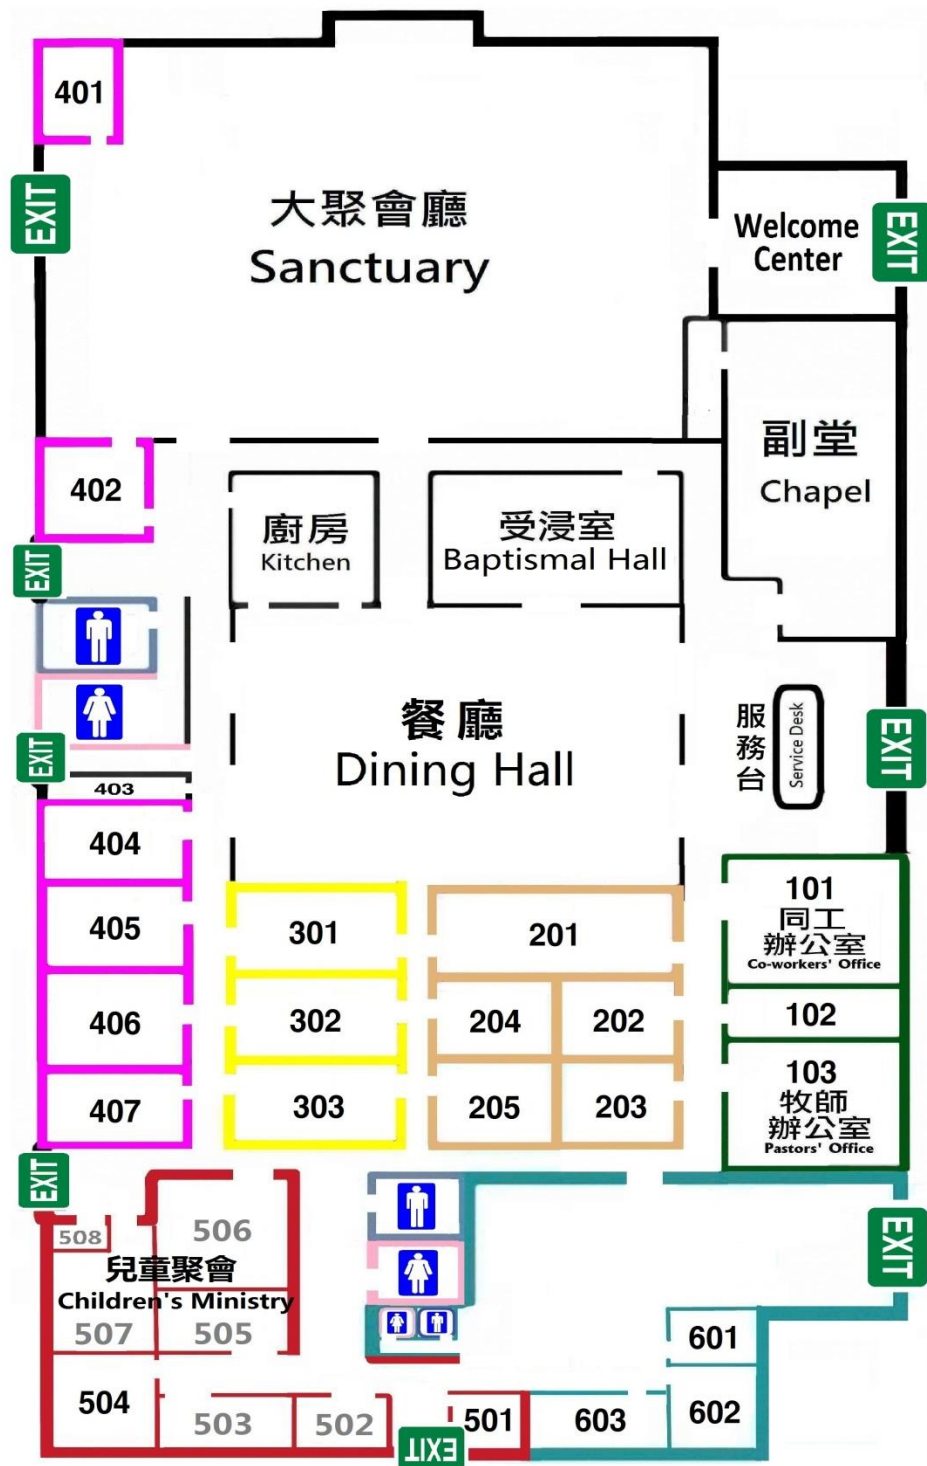 401
EXIT
大聚會廳
Sanctuary
Welcome
Center
EXIT
402
廚房
Kitchen
受浸室
Baptismal Hall
副堂
Chapel
EXIT
EXIT
餐廳
Dining Hall
服務台
Service Desk
EXIT
403
404
405
406
407
301
302
303
201
204
202
205
203
101
同工
辦公室
Co-workers' Office
102
103
牧師
辦公室
Pastors' Office
EXIT
508
506
兒童聚會
Children's Ministry
507
505
504
503
502
EXIT
501
603
601
602
EXIT